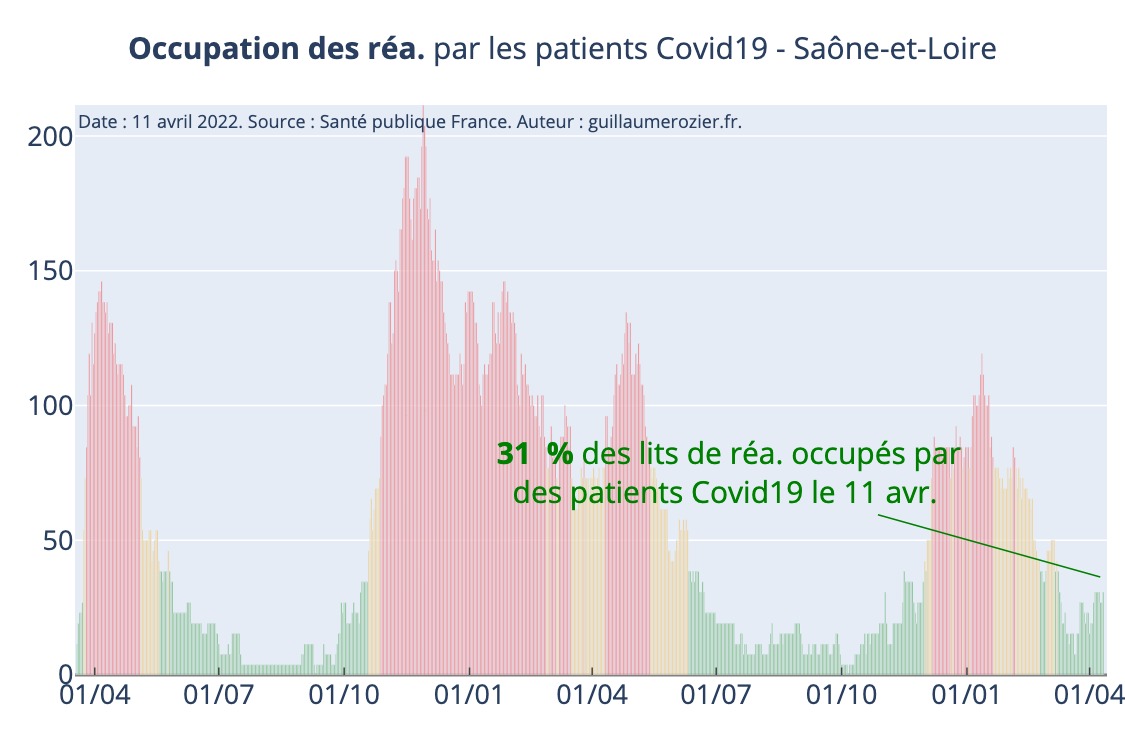 Occupation des réa. par les patients Covid19 - Saône-et-Loire
Date : 11 avril 2022. Source : Santé publique France. Auteur : guillaumerozier.fr.
200
150
100
31 % des lits de réa. occupés par
des patients Covid19 le 11 avr.
50
0
01/04 01/07 01/10 01/01 01/04 01/07 01/10 01/01 01/04